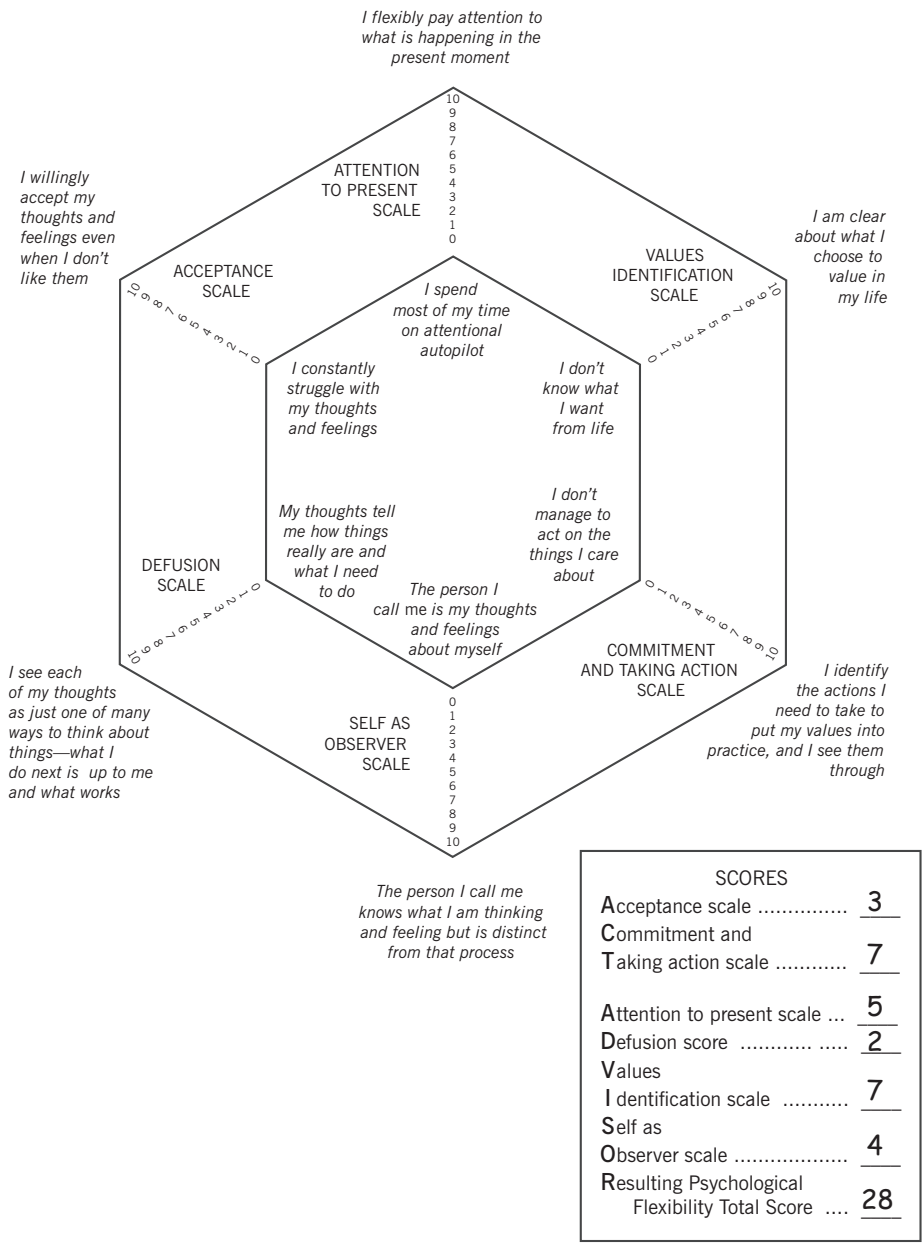 I flexibly pay attention to
what is happening in the
present moment
10
9
8
7
6
5
4
3
2
1
0
ATTENTION
TO PRESENT
SCALE
I willingly
accept my
thoughts and
feelings even
when I don't
like them
ACCEPTANCE
SCALE
10 9 8 7 6 5 4 3 2 1 0
VALUES
IDENTIFICATION
SCALE
0 1 2 3 4 5 6 7 8 9 10
I am clear
about what I
choose to
value in
my life
I spend
most of my time
on attentional
autopilot
I constantly
struggle with
my thoughts
and feelings
I don't
know what
I want
from life
My thoughts tell
me how things
really are and
what I need
to do
I don't
manage to
act on the
things I care
about
The person I
call me is my thoughts
and feelings
about myself
DEFUSION
SCALE
10 9 8 7 6 5 4 3 2 1 0
I see each
of my thoughts
as just one of many
ways to think about
things—what I
do next is up to me
and what works
0 1 2 3 4 5 6 7 8 9 10
COMMITMENT
AND TAKING ACTION
SCALE
I identify
the actions I
need to take to
put my values into
practice, and I see them
through
SELF AS
OBSERVER
SCALE
0
1
2
3
4
5
6
7
8
9
10
The person I call me
knows what I am thinking
and feeling but is distinct
from that process
SCORES
Acceptance scale ............... 3
Commitment and
Taking action scale ............ 7
Attention to present scale ... 5
Defusion score ............ ..... 2
Values
I dentification scale ........... 7
Self as
Observer scale ................... 4
Resulting Psychological
Flexibility Total Score .... 28